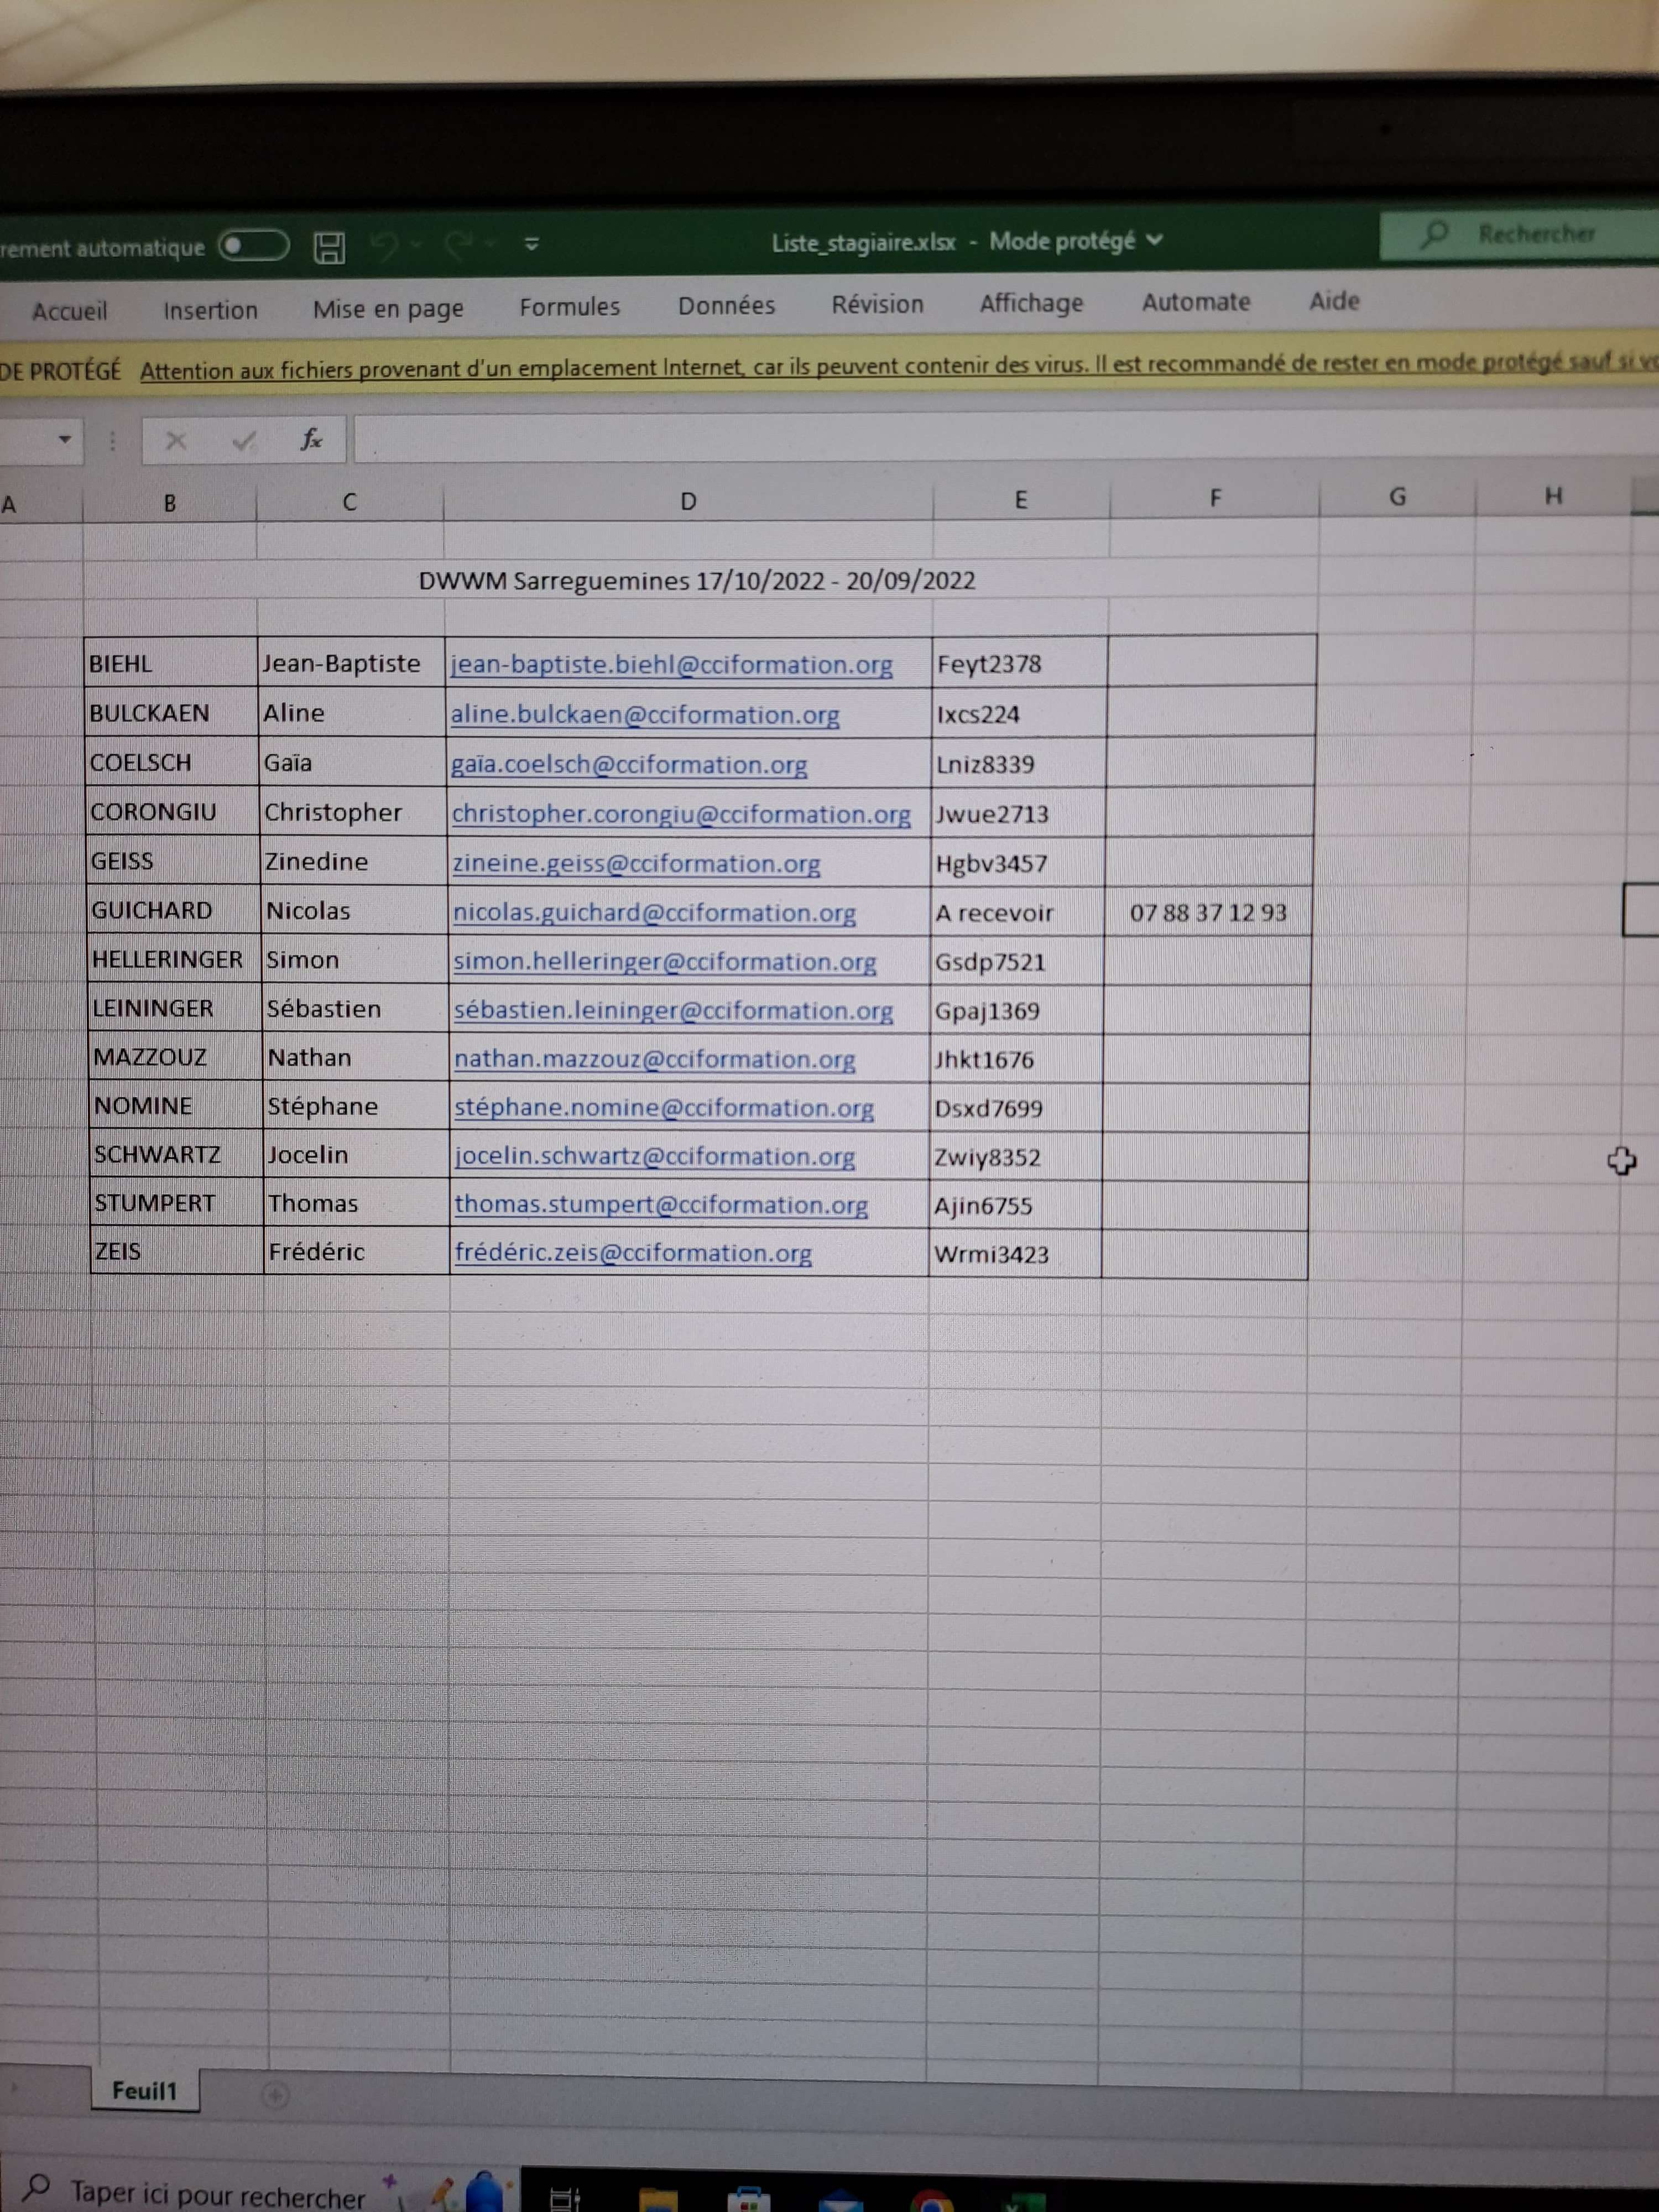 rement automatique Liste_stagiaire.xlsx - Mode protégé Rechercher
Accueil Insertion Mise en page Formules Données Révision Affichage Automate Aide
DE PROTÉGÉ Attention aux fichiers provenant d'un emplacement Internet, car ils peuvent contenir des virus. Il est recommandé de rester en mode protégé sauf si vo
fx
A B C D E F G H
DWWM Sarreguemines 17/10/2022 - 20/09/2022
BIEHL Jean-Baptiste jean-baptiste.biehl@cciformation.org Feyt2378
BULCKAEN Aline aline.bulckaen@cciformation.org Ixcs224
COELSCH Gaïa gaïa.coelsch@cciformation.org Lniz8339
CORONGIU Christopher christopher.corongiu@cciformation.org Jwue2713
GEISS Zinedine zineine.geiss@cciformation.org Hgbv3457
GUICHARD Nicolas nicolas.guichard@cciformation.org A recevoir 07 88 37 12 93
HELLERINGER Simon simon.helleringer@cciformation.org Gsdp7521
LEININGER Sébastien sébastien.leininger@cciformation.org Gpaj1369
MAZZOUZ Nathan nathan.mazzouz@cciformation.org Jhkt1676
NOMINE Stéphane stéphane.nomine@cciformation.org Dsxd7699
SCHWARTZ Jocelin jocelin.schwartz@cciformation.org Zwiy8352
STUMPERT Thomas thomas.stumpert@cciformation.org Ajin6755
ZEIS Frédéric frédéric.zeis@cciformation.org Wrmi3423
Feuil1
Taper ici pour rechercher